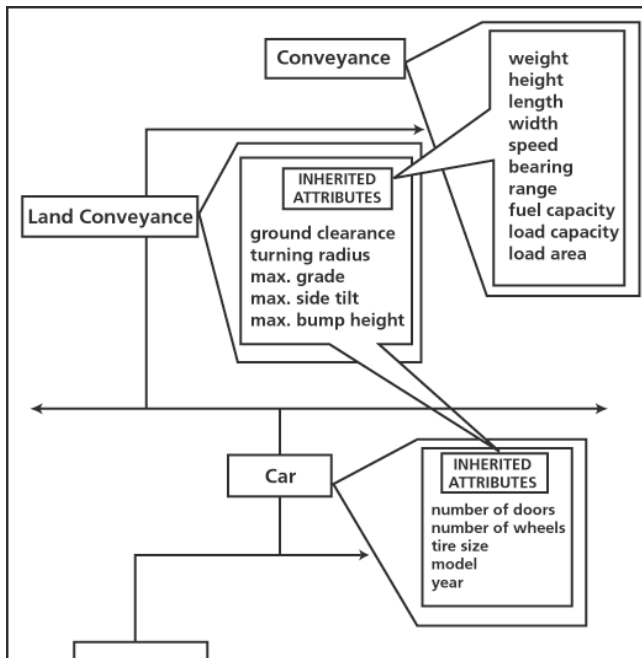 Conveyance
weight
height
length
width
speed
bearing
range
fuel capacity
load capacity
load area
Land Conveyance
INHERITED
ATTRIBUTES
ground clearance
turning radius
max. grade
max. side tilt
max. bump height
Car
INHERITED
ATTRIBUTES
number of doors
number of wheels
tire size
model
year